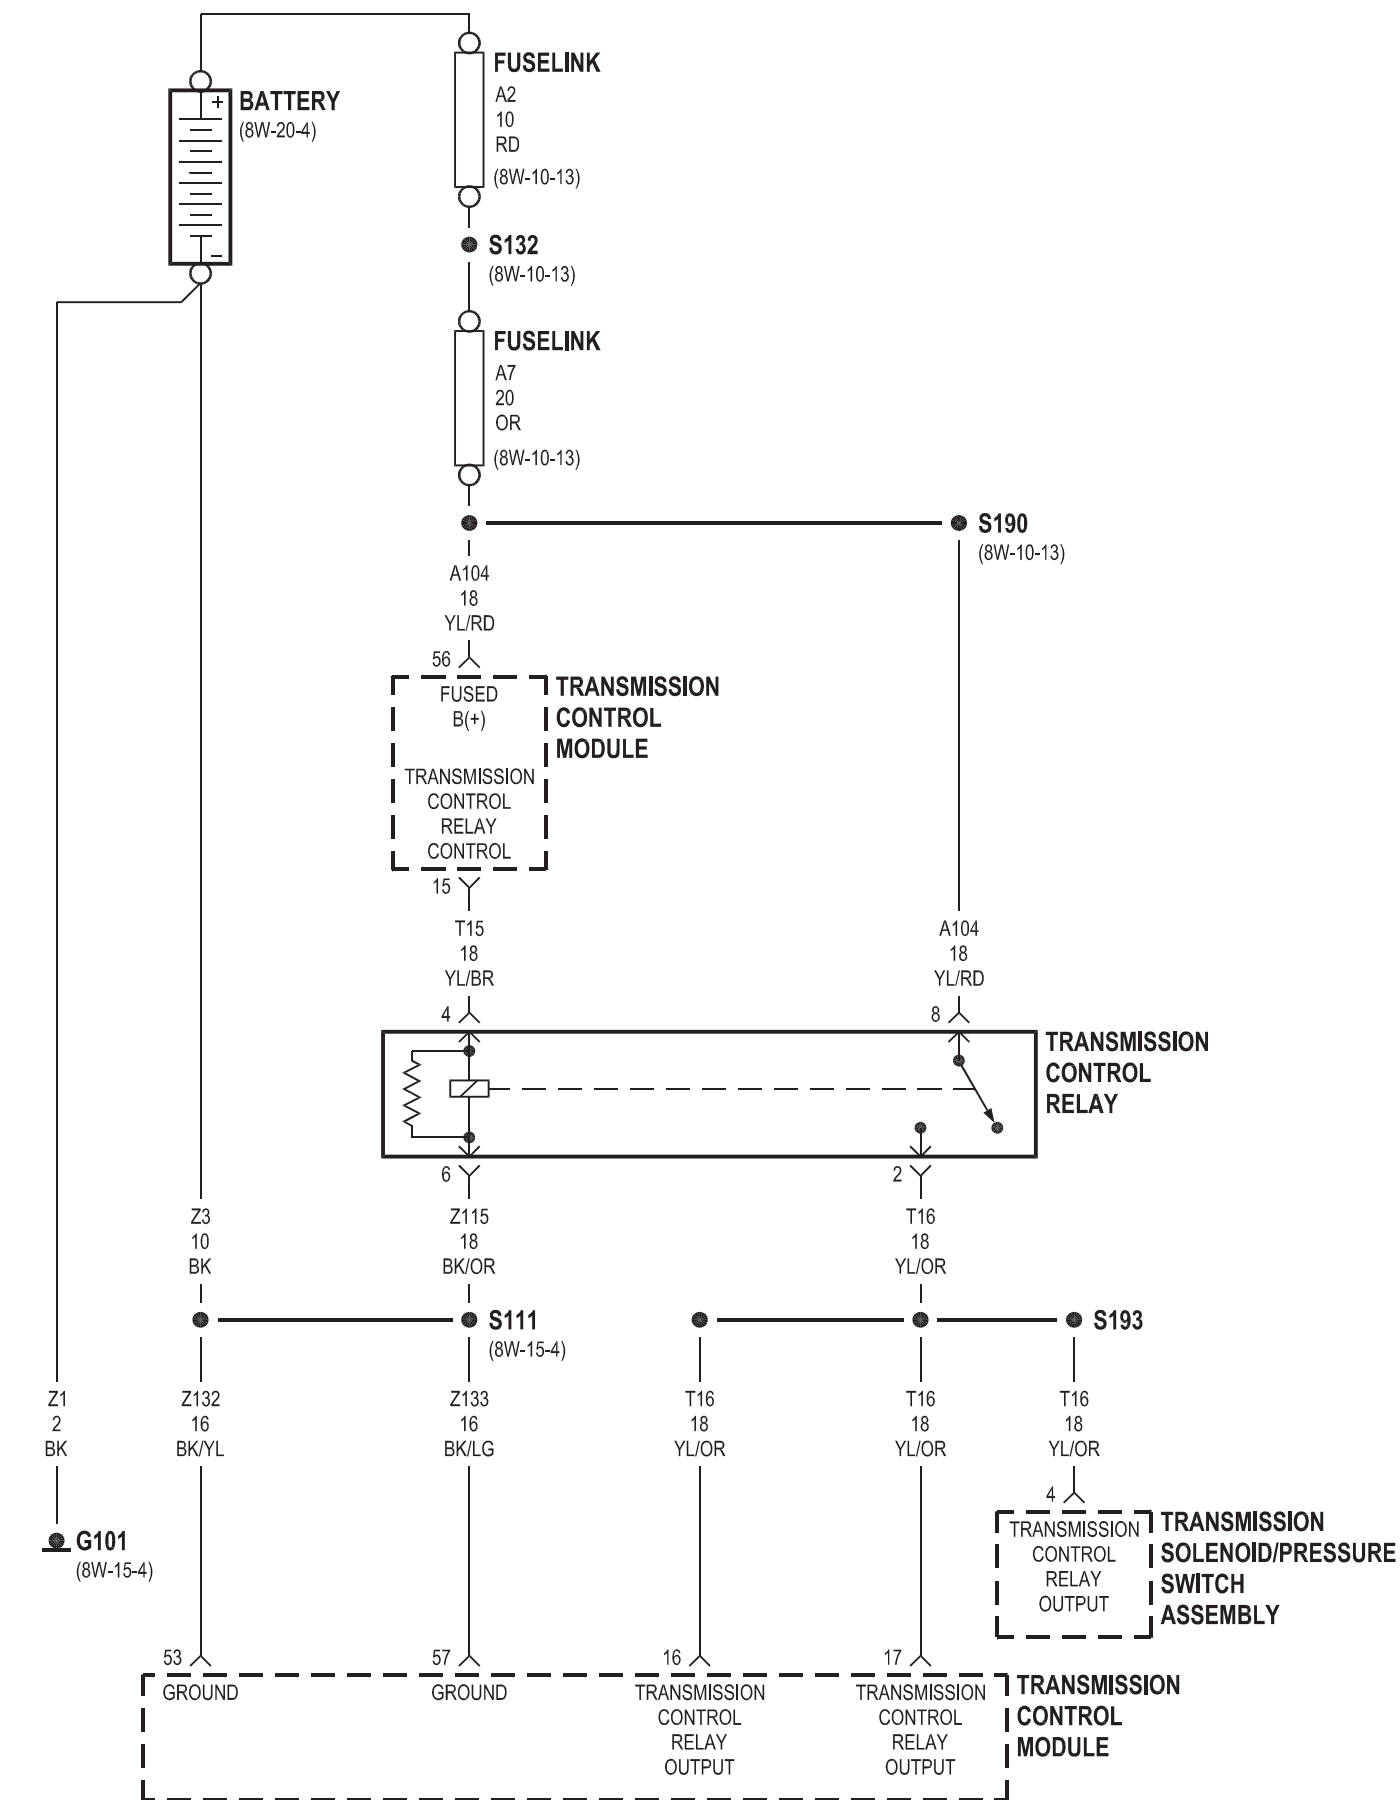 FUSELINK
A2
10
RD
(8W-10-13)
+
BATTERY
(8W-20-4)
–
S132
(8W-10-13)
FUSELINK
A7
20
OR
(8W-10-13)
S190
(8W-10-13)
A104
18
YL/RD
56
FUSED
B(+)
TRANSMISSION
CONTROL
RELAY
CONTROL
TRANSMISSION
CONTROL
MODULE
15
T15
18
YL/BR
4
A104
18
YL/RD
8
TRANSMISSION
CONTROL
RELAY
6
2
Z3
10
BK
Z115
18
BK/OR
T16
18
YL/OR
S111
(8W-15-4)
S193
Z1
2
BK
Z132
16
BK/YL
Z133
16
BK/LG
T16
18
YL/OR
T16
18
YL/OR
T16
18
YL/OR
4
TRANSMISSION
CONTROL
RELAY
OUTPUT
TRANSMISSION
SOLENOID/PRESSURE
SWITCH
ASSEMBLY
G101
(8W-15-4)
53
57
16
17
GROUND
GROUND
TRANSMISSION
CONTROL
RELAY
OUTPUT
TRANSMISSION
CONTROL
RELAY
OUTPUT
TRANSMISSION
CONTROL
MODULE